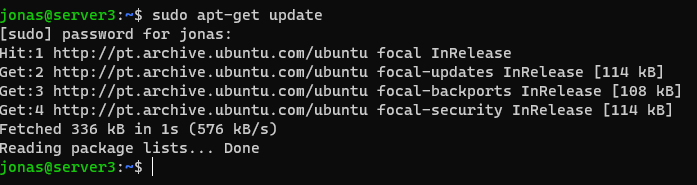 jonas@server3:~$ sudo apt-get update
[sudo] password for jonas:
Hit:1 http://pt.archive.ubuntu.com/ubuntu focal InRelease
Get:2 http://pt.archive.ubuntu.com/ubuntu focal-updates InRelease [114 kB]
Get:3 http://pt.archive.ubuntu.com/ubuntu focal-backports InRelease [108 kB]
Get:4 http://pt.archive.ubuntu.com/ubuntu focal-security InRelease [114 kB]
Fetched 336 kB in 1s (576 kB/s)
Reading package lists... Done
jonas@server3:~$